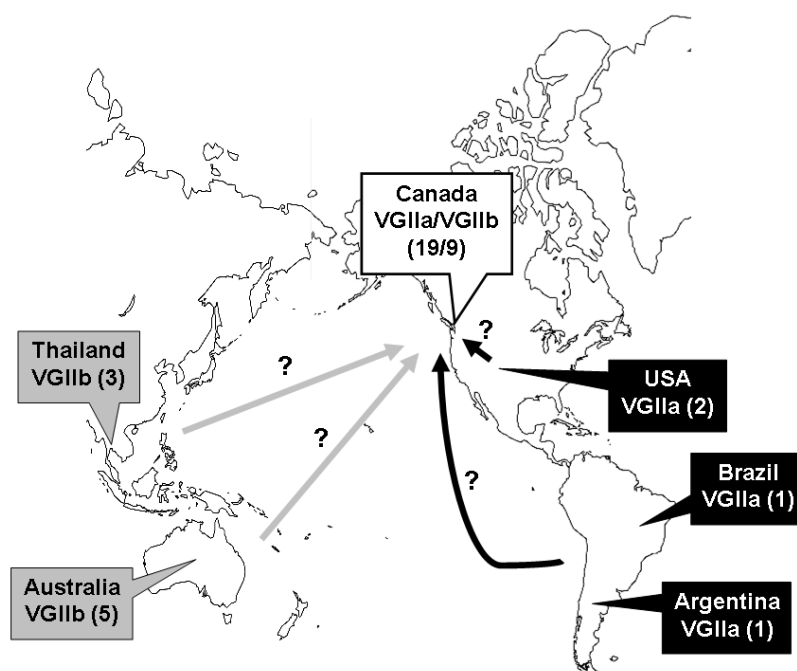 Canada
VGIIa/VGIIb
(19/9)
?
Thailand
VGIIb (3)
?
USA
VGIIa (2)
?
Brazil
VGIIa (1)
?
Australia
VGIIb (5)
Argentina
VGIIa (1)